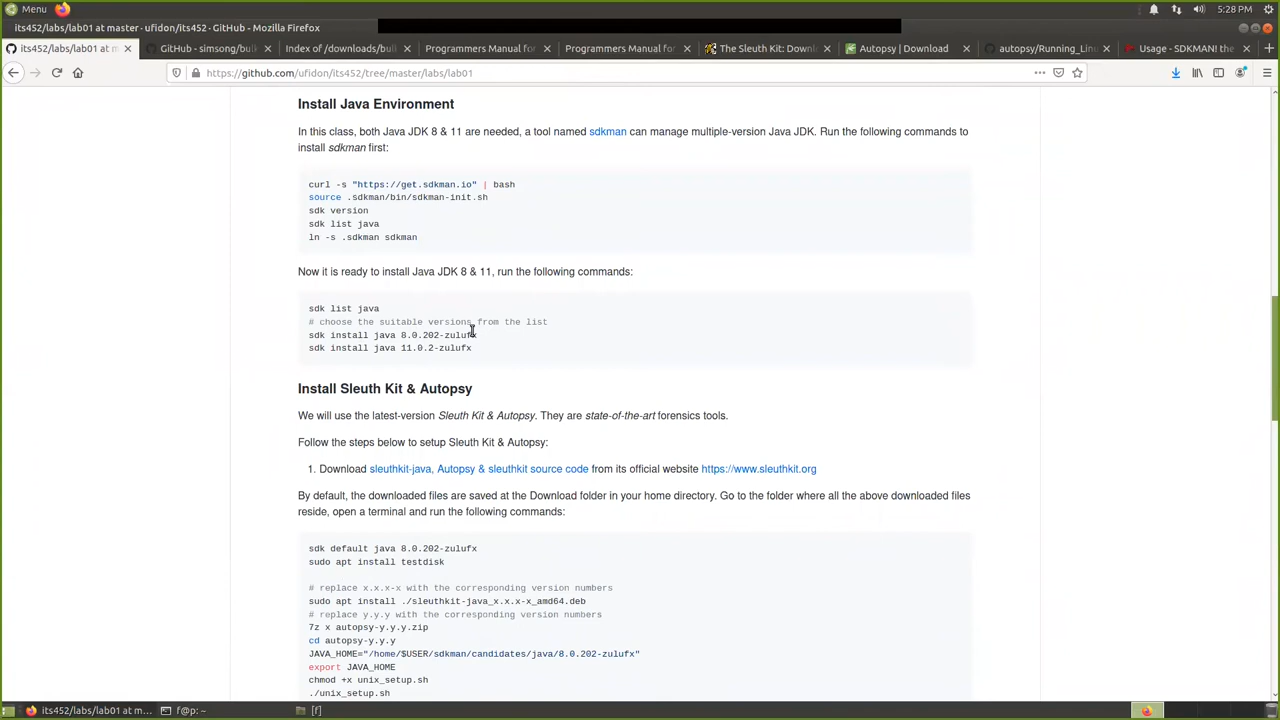 Menu
5:28 PM
its452/labs/lab01 at master · ufidon/its452 · GitHub - Mozilla Firefox
its452/labs/lab01 at m
GitHub - simsong/bulk_
Index of /downloads/bulk
Programmers Manual for
Programmers Manual for
The Sleuth Kit: Downl
Autopsy | Download
autopsy/Running_Linu
Usage - SDKMAN! the
https://github.com/ufidon/its452/tree/master/labs/lab01
Install Java Environment
In this class, both Java JDK 8 & 11 are needed, a tool named sdkman can manage multiple-version Java JDK. Run the following commands to
install sdkman first:
curl -s "https://get.sdkman.io" | bash
source .sdkman/bin/sdkman-init.sh
sdk version
sdk list java
ln -s .sdkman sdkman
Now it is ready to install Java JDK 8 & 11, run the following commands:
sdk list java
# choose the suitable versions from the list
sdk install java 8.0.202-zulufx
sdk install java 11.0.2-zulufx
Install Sleuth Kit & Autopsy
We will use the latest-version Sleuth Kit & Autopsy. They are state-of-the-art forensics tools.
Follow the steps below to setup Sleuth Kit & Autopsy:
1. Download sleuthkit-java, Autopsy & sleuthkit source code from its official website https://www.sleuthkit.org
By default, the downloaded files are saved at the Download folder in your home directory. Go to the folder where all the above downloaded files
reside, open a terminal and run the following commands:
sdk default java 8.0.202-zulufx
sudo apt install testdisk
# replace x.x.x-x with the corresponding version numbers
sudo apt install ./sleuthkit-java_x.x.x-x_amd64.deb
# replace y.y.y with the corresponding version numbers
7z x autopsy-y.y.y.zip
cd autopsy-y.y.y
JAVA_HOME="/home/$USER/sdkman/candidates/java/8.0.202-zulufx"
export JAVA_HOME
chmod +x unix_setup.sh
./unix_setup.sh
its452/labs/lab01 at m...
f@p: ~
[f]